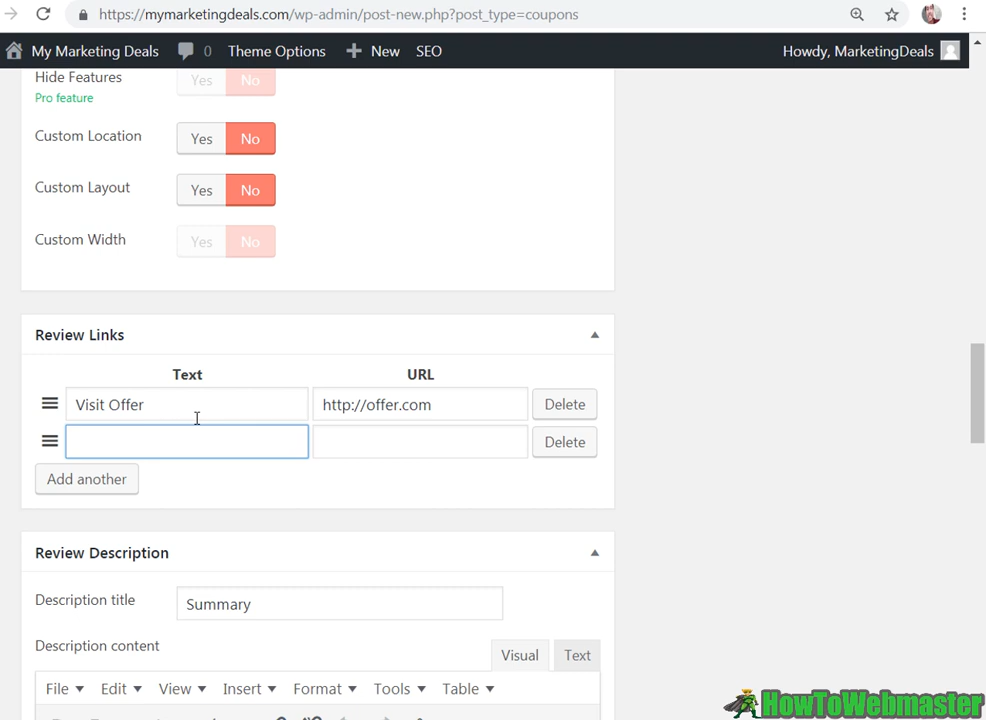 https://mymarketingdeals.com/wp-admin/post-new.php?post_type=coupons
My Marketing Deals 0 Theme Options New SEO Howdy, MarketingDeals
Hide Features Yes No
Pro feature
Custom Location Yes No
Custom Layout Yes No
Custom Width Yes No
Review Links
Text URL
Visit Offer http://offer.com Delete
Delete
Add another
Review Description
Description title Summary
Description content
Visual Text
File Edit View Insert Format Tools Table
HowToWebmaster